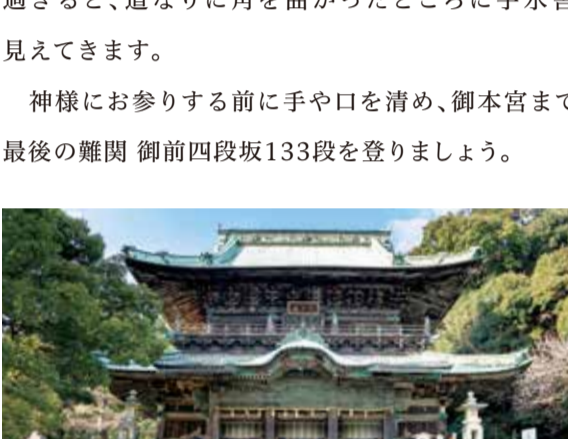 過ぎると、道なりに角を曲がったところに手水舎
見えてきます。
神様にお参りする前に手や口を清め、御本宮まで
最後の難関 御前四段坂133段を登りましょう。